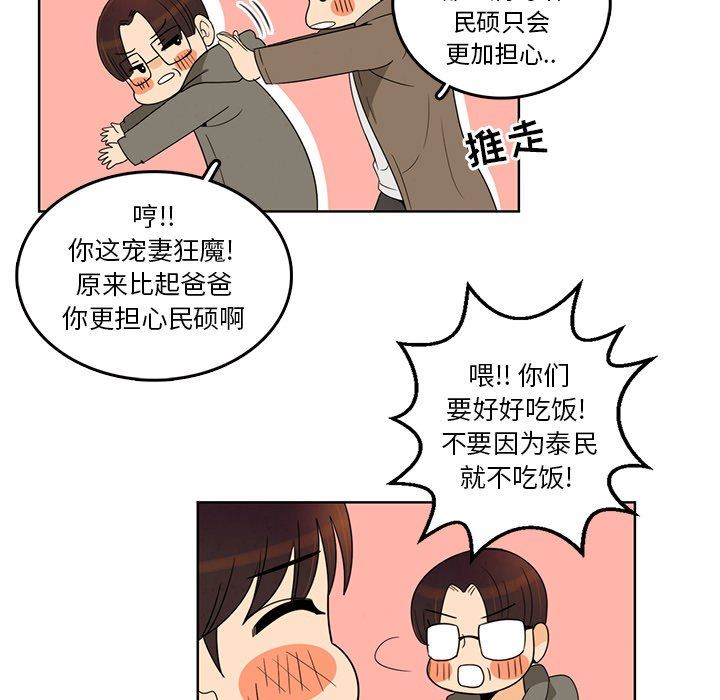 民硕只会
更加担心..
推走
哼!!
你这宠妻狂魔!
原来比起爸爸
你更担心民硕啊
喂!! 你们
要好好吃饭!
不要因为泰民
就不吃饭!